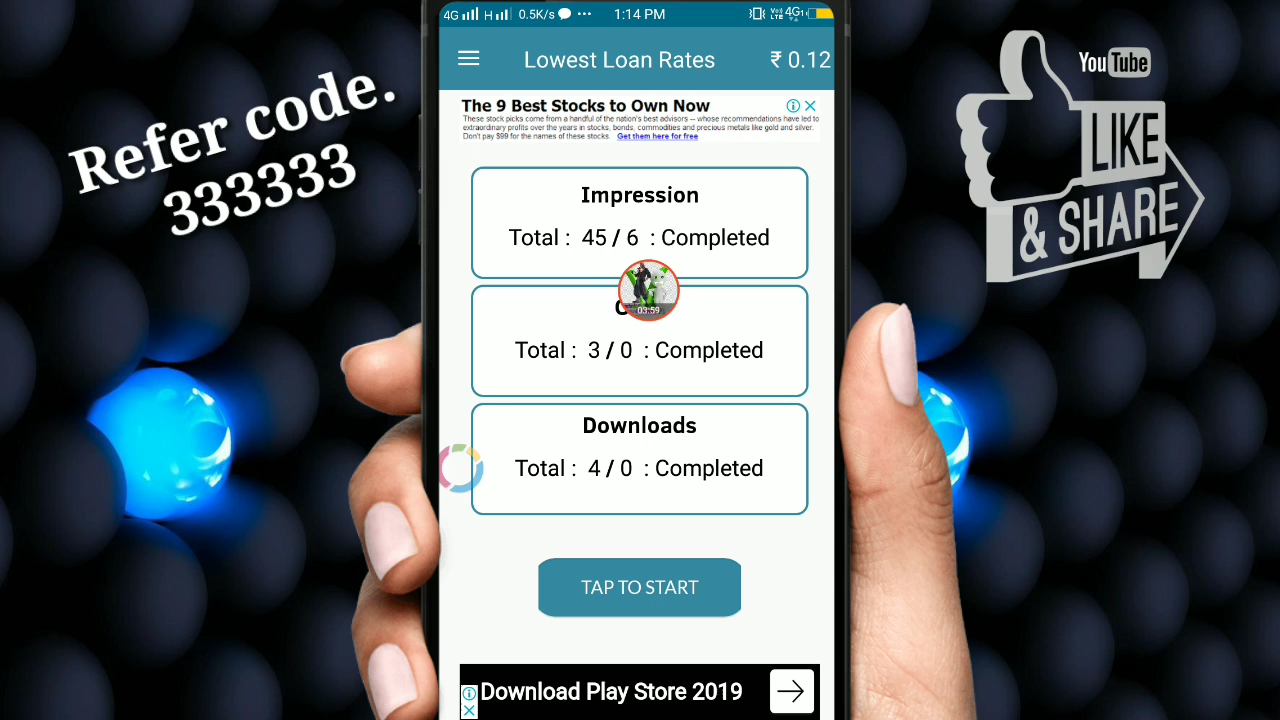 Refer code.
333333
4G H 0.5K/s 1:14 PM VoLTE 4G
Lowest Loan Rates ₹ 0.12
The 9 Best Stocks to Own Now
These stock picks come from a handful of the nation's best advisors -- whose recommendations have led to
extraordinary profits over the years in stocks, bonds, commodities and precious metals like gold and silver.
Don't pay $99 for the names of these stocks. Get them here for free
Impression
Total : 45 / 6 : Completed
03:59
Total : 3 / 0 : Completed
Downloads
Total : 4 / 0 : Completed
TAP TO START
Download Play Store 2019
YouTube
LIKE
& SHARE